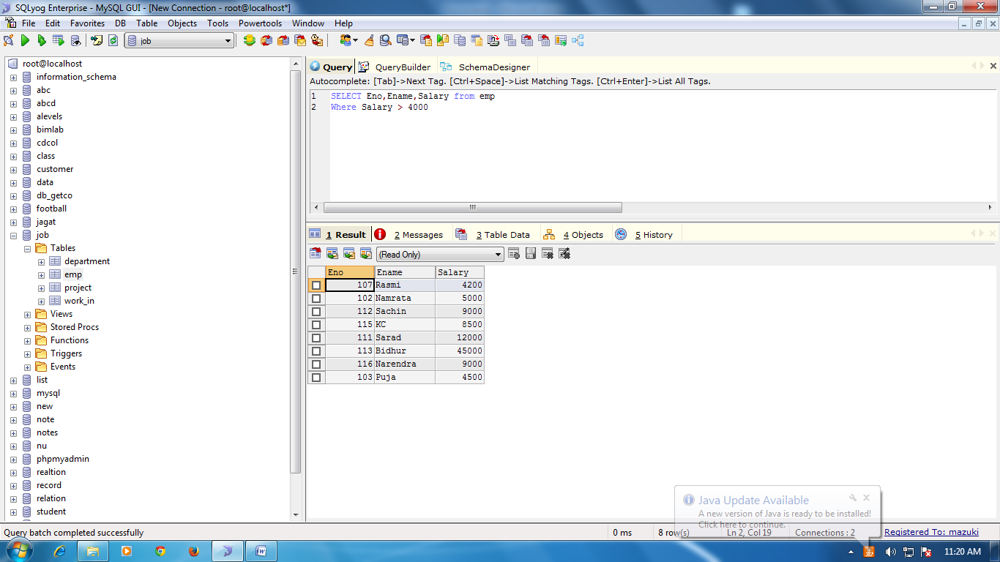 SQLyog Enterprise - MySQL GUI - [New Connection - root@localhost*]
File Edit Favorites DB Table Objects Tools Powertools Window Help
job
root@localhost
information_schema
abc
abcd
alevels
bimlab
cdcol
class
customer
data
db_getco
football
jagat
job
Tables
department
emp
project
work_in
Views
Stored Procs
Functions
Triggers
Events
list
mysql
new
note
notes
nu
phpmyadmin
realtion
record
relation
student
Query QueryBuilder SchemaDesigner
Autocomplete: [Tab]->Next Tag. [Ctrl+Space]->List Matching Tags. [Ctrl+Enter]->List All Tags.
1 SELECT Eno,Ename,Salary from emp
2 Where Salary > 4000
1 Result 2 Messages 3 Table Data 4 Objects 5 History
(Read Only)
Eno Ename Salary
107 Rasmi 4200
102 Namrata 5000
112 Sachin 9000
115 KC 8500
111 Sarad 12000
113 Bidhur 45000
116 Narendra 9000
103 Puja 4500
Java Update Available
A new version of Java is ready to be installed!
Click here to continue.
Query batch completed successfully 0 ms 8 row(s) Ln 2, Col 19 Connections : 2 Registered To: mazuki
11:20 AM